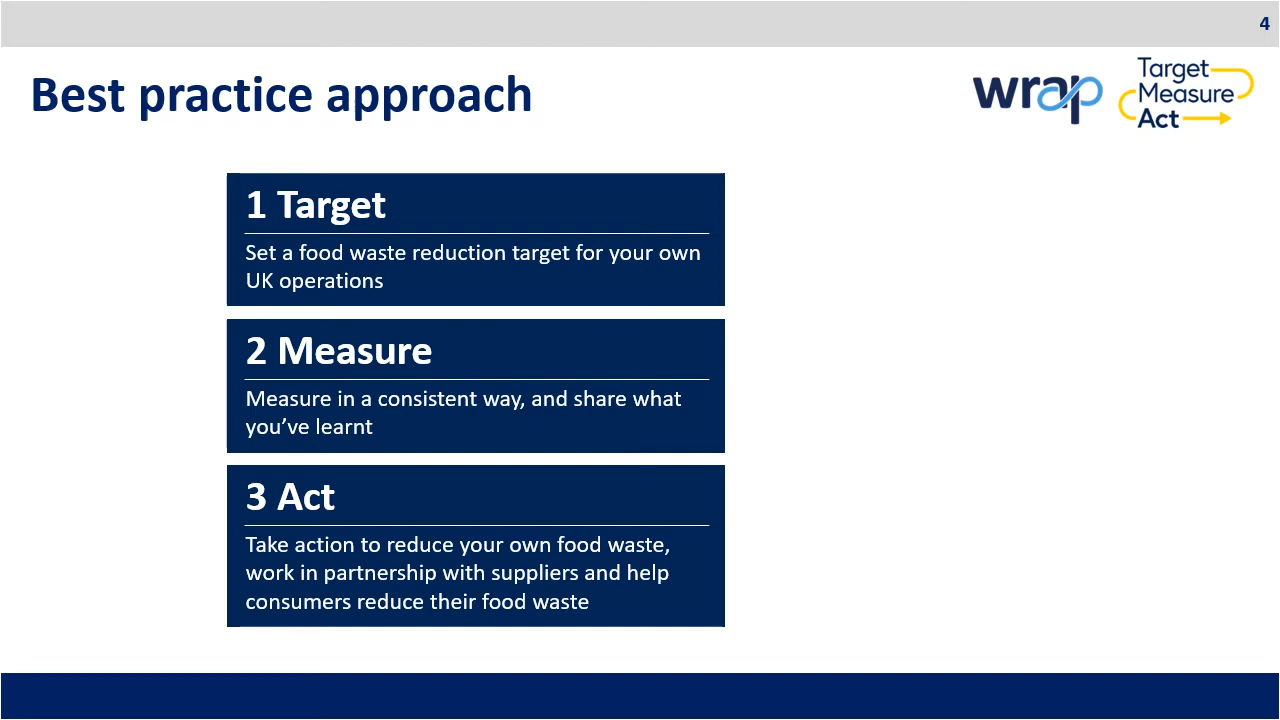 4
Best practice approach
wrap
Target
Measure
Act
1 Target
Set a food waste reduction target for your own
UK operations
2 Measure
Measure in a consistent way, and share what
you’ve learnt
3 Act
Take action to reduce your own food waste,
work in partnership with suppliers and help
consumers reduce their food waste